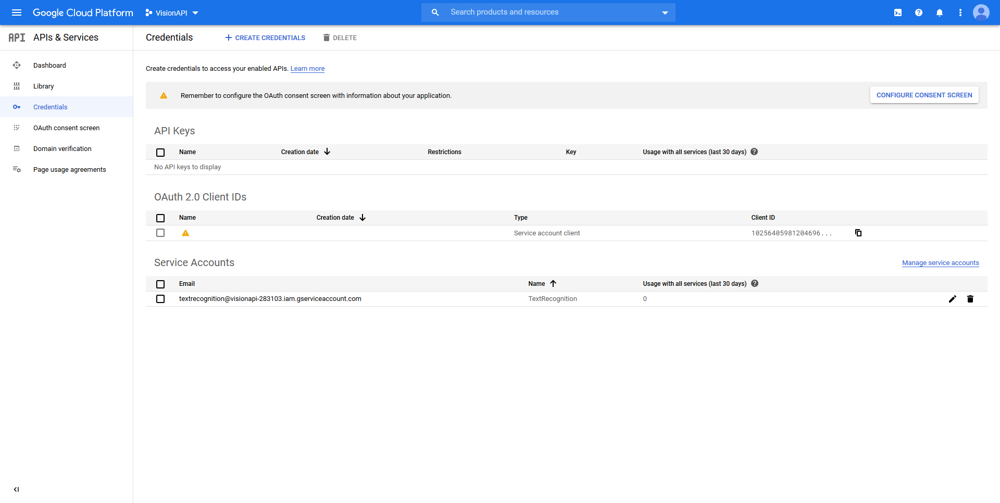 Google Cloud Platform
VisionAPI
Search products and resources
API
APIs & Services
Credentials
CREATE CREDENTIALS
DELETE
Dashboard
Library
Credentials
OAuth consent screen
Domain verification
Page usage agreements
Create credentials to access your enabled APIs. Learn more
Remember to configure the OAuth consent screen with information about your application.
CONFIGURE CONSENT SCREEN
API Keys
Name Creation date Restrictions Key Usage with all services (last 30 days)
No API keys to display
OAuth 2.0 Client IDs
Name Creation date Type Client ID
Service account client 10256405981204696...
Service Accounts
Manage service accounts
Email Name Usage with all services (last 30 days)
textrecognition@visionapi-283103.iam.gserviceaccount.com TextRecognition 0